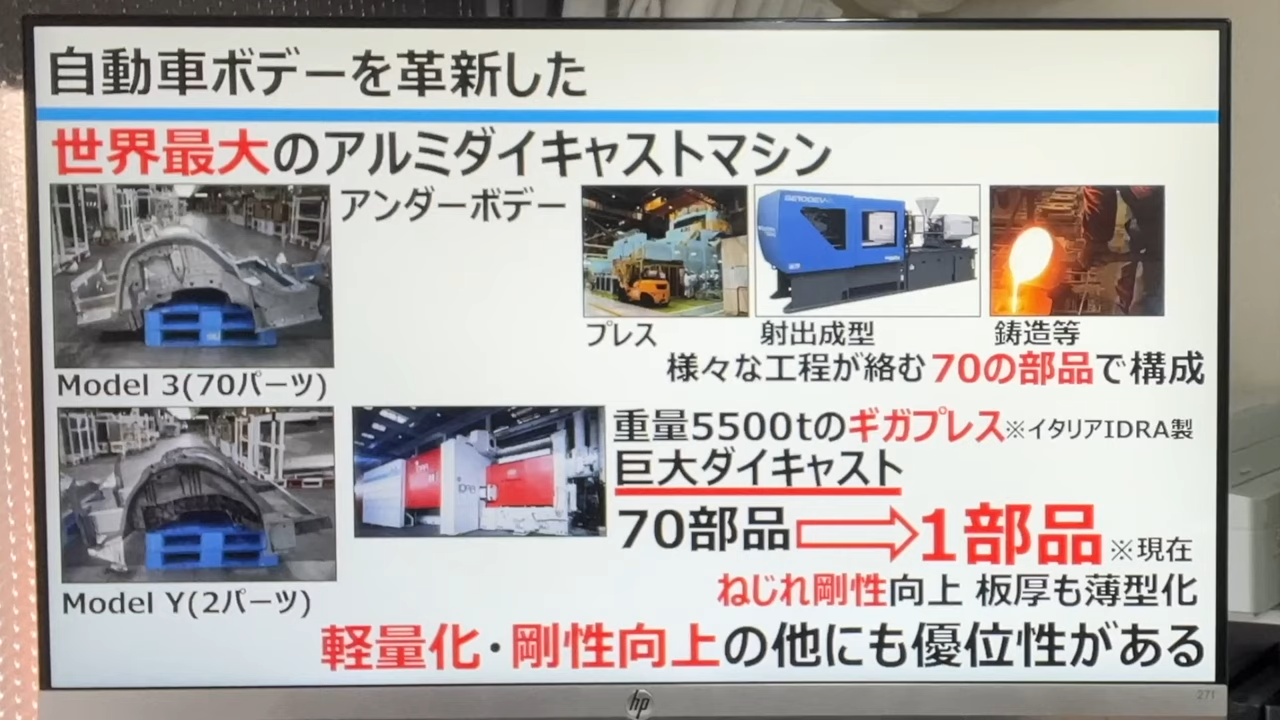 自動車ボデーを革新した
世界最大のアルミダイキャストマシン
アンダーボデー
プレス
射出成型
鋳造等
様々な工程が絡む70の部品で構成
Model 3(70パーツ)
重量5500tのギガプレス※イタリアIDRA製
巨大ダイキャスト
70部品⇨1部品※現在
Model Y(2パーツ)
ねじれ剛性向上 板厚も薄型化
軽量化・剛性向上の他にも優位性がある
hp
271